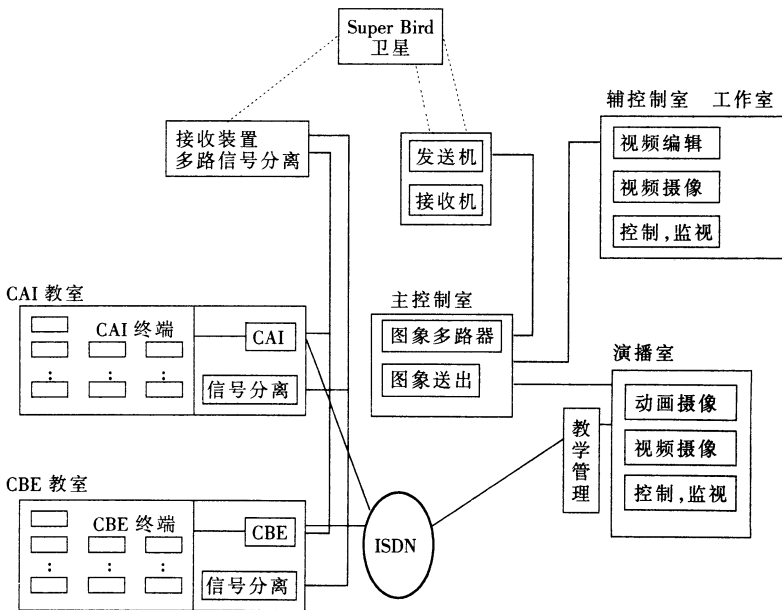 Super Bird
卫星
接收装置
多路信号分离
发送机
接收机
辅控制室 工作室
视频编辑
视频摄像
控制,监视
CAI 教室
CAI 终端
CAI
信号分离
主控制室
图象多路器
图象送出
演播室
动画摄像
视频摄像
控制,监视
教学管理
CBE 教室
CBE 终端
CBE
信号分离
ISDN